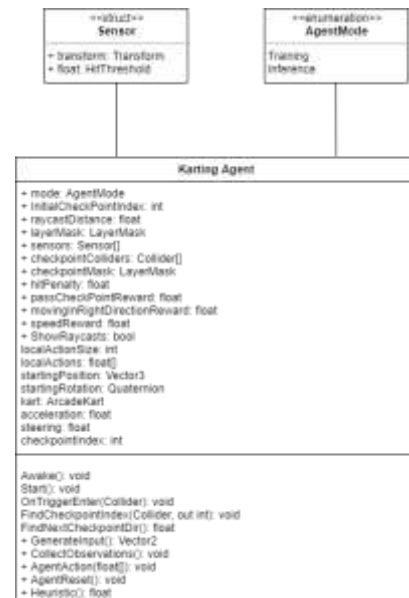 <<struct>>
Sensor
+ transform: Transform
+ float: HitThreshold
<<enumeration>>
AgentMode
Training
Inference
Karting Agent
+ mode: AgentMode
+ InitialCheckPointIndex: int
+ raycastDistance: float
+ layerMask: LayerMask
+ sensors: Sensor[]
+ checkpointColliders: Collider[]
+ checkpointMask: LayerMask
+ hitPenalty: float
+ passCheckPointReward: float
+ movingInRightDirectionReward: float
+ speedReward: float
+ ShowRaycasts: bool
localActionSize: int
localActions: float[]
startingPosition: Vector3
startingRotation: Quaternion
kart: ArcadeKart
acceleration: float
steering: float
checkpointIndex: int
Awake(): void
Start(): void
OnTriggerEnter(Collider): void
FindCheckpointIndex(Collider, out int): void
FindNextCheckpointDir(): float
+ GenerateInput(): Vector2
+ CollectObservations(): void
+ AgentAction(float[]): void
+ AgentReset(): void
+ Heuristic(): float